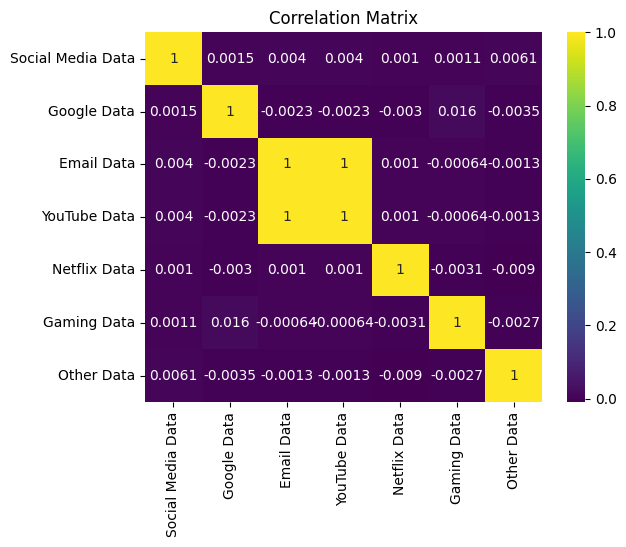 Correlation Matrix
Social Media Data 1 0.0015 0.004 0.004 0.001 0.0011 0.0061
Google Data 0.0015 1 -0.0023 -0.0023 -0.003 0.016 -0.0035
Email Data 0.004 -0.0023 1 1 0.001 -0.00064 -0.0013
YouTube Data 0.004 -0.0023 1 1 0.001 -0.00064 -0.0013
Netflix Data 0.001 -0.003 0.001 0.001 1 -0.0031 -0.009
Gaming Data 0.0011 0.016 -0.00064 -0.00064 -0.0031 1 -0.0027
Other Data 0.0061 -0.0035 -0.0013 -0.0013 -0.009 -0.0027 1
Social Media Data
Google Data
Email Data
YouTube Data
Netflix Data
Gaming Data
Other Data
1.0
0.8
0.6
0.4
0.2
0.0